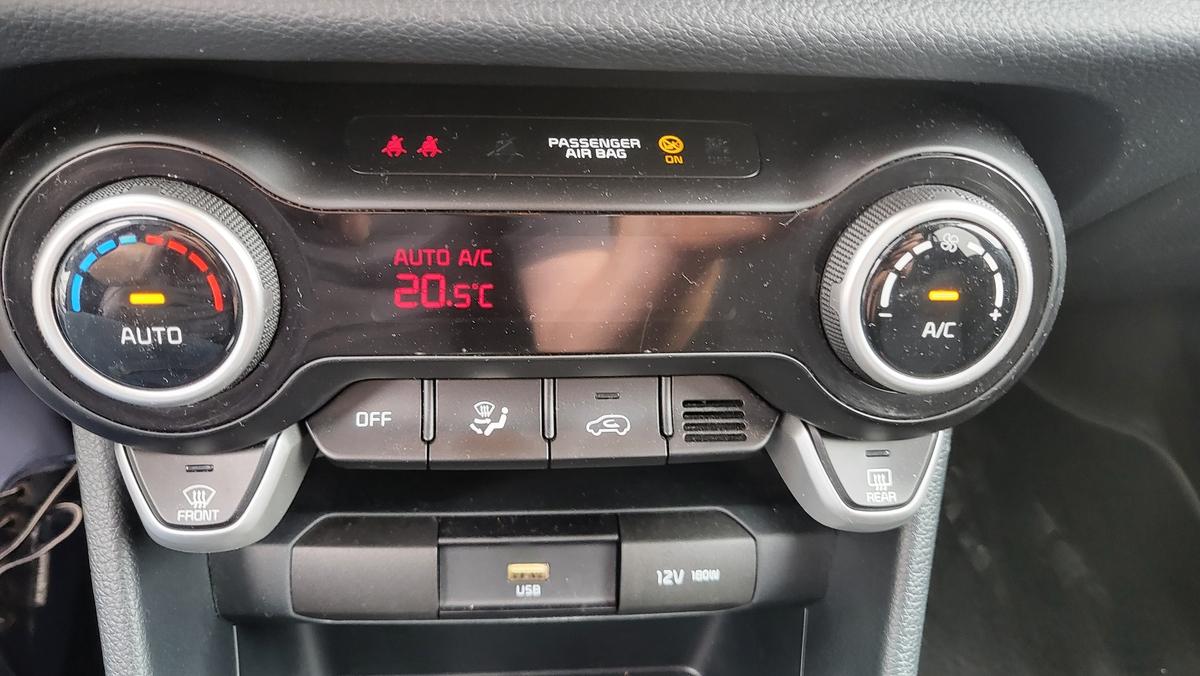 PASSENGER
AIR BAG
ON
AUTO A/C
20.5°C
AUTO
- +
A/C
OFF
FRONT
REAR
USB
12V 180W